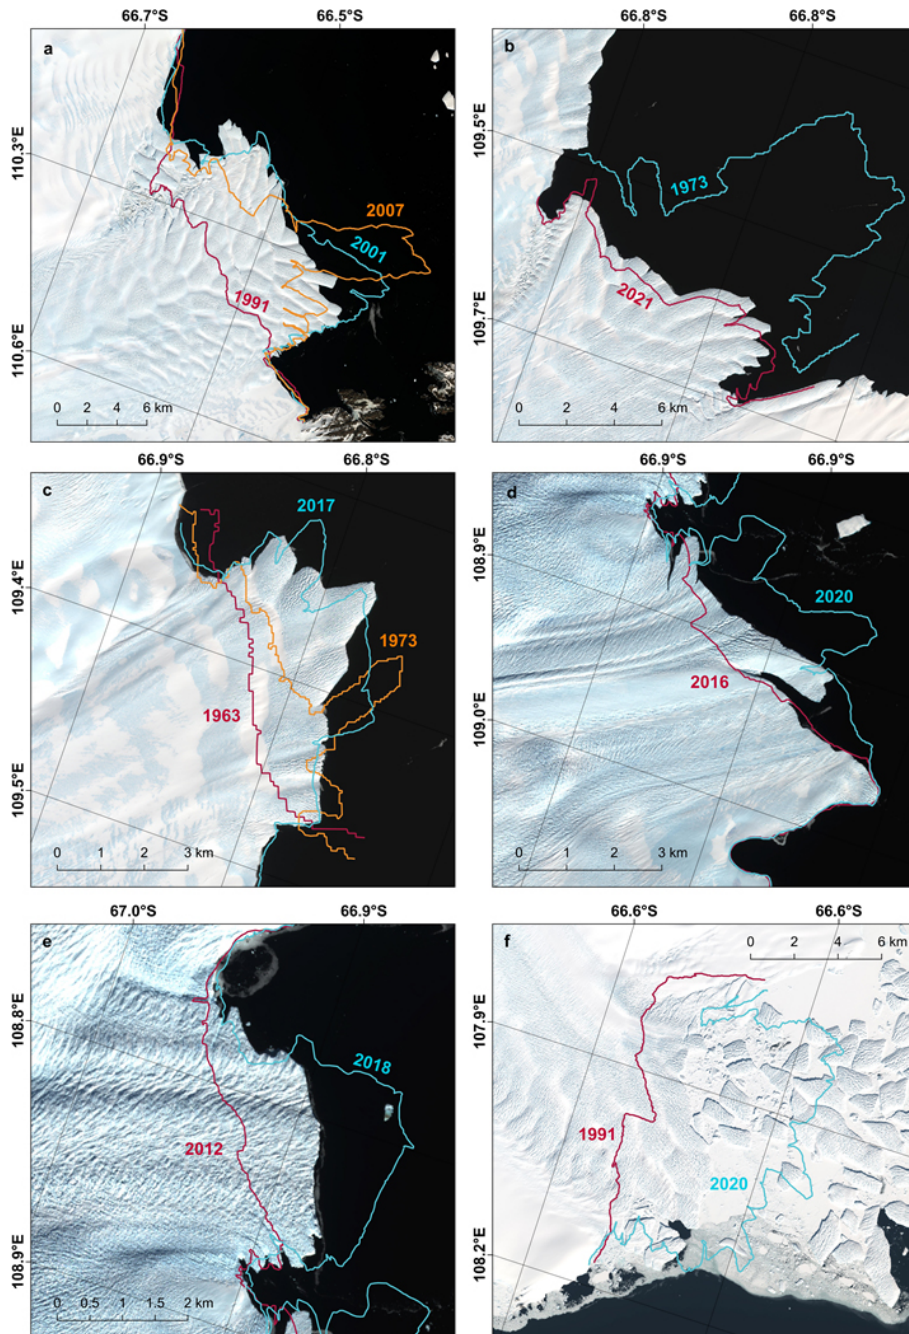 66.7°S 66.5°S 66.8°S 66.8°S
a
110.3°E
2007
2001
1991
110.6°E
0 2 4 6 km
b
109.5°E
1973
2021
109.7°E
0 2 4 6 km
66.9°S 66.8°S 66.9°S 66.9°S
c
2017
109.4°E
1973
1963
109.5°E
0 1 2 3 km
d
108.9°E
2020
2016
109.0°E
0 1 2 3 km
67.0°S 66.9°S 66.6°S 66.6°S
e
108.8°E
2018
2012
108.9°E
0 0.5 1 1.5 2 km
f
0 2 4 6 km
107.9°E
1991
2020
108.2°E